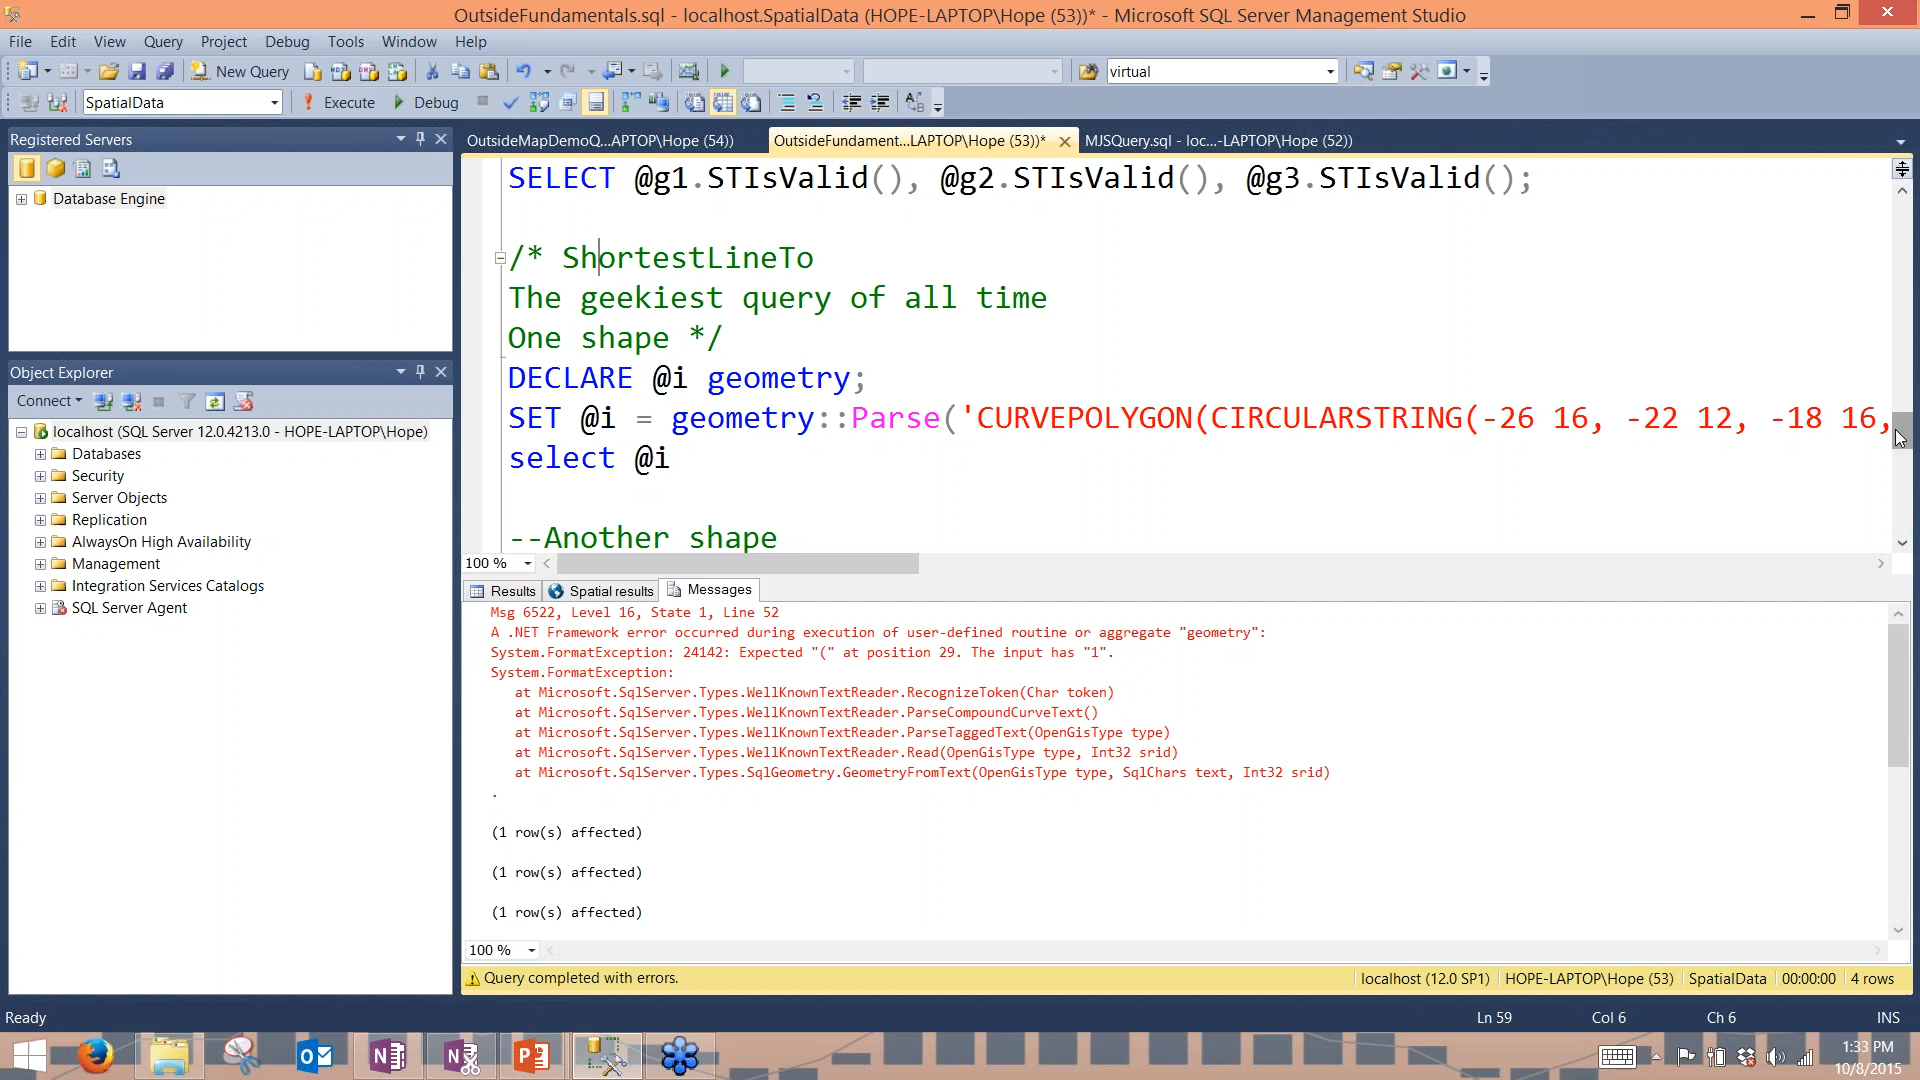 OutsideFundamentals.sql - localhost.SpatialData (HOPE-LAPTOP\Hope (53))* - Microsoft SQL Server Management Studio
File Edit View Query Project Debug Tools Window Help
New Query virtual
SpatialData Execute Debug
Registered Servers
Database Engine
Object Explorer
Connect
localhost (SQL Server 12.0.4213.0 - HOPE-LAPTOP\Hope)
Databases
Security
Server Objects
Replication
AlwaysOn High Availability
Management
Integration Services Catalogs
SQL Server Agent
OutsideMapDemoQ...APTOP\Hope (54)) OutsideFundament...LAPTOP\Hope (53))* MJSQuery.sql - loc...-LAPTOP\Hope (52))
SELECT @g1.STIsValid(), @g2.STIsValid(), @g3.STIsValid();
/* ShortestLineTo
The geekiest query of all time
One shape */
DECLARE @i geometry;
SET @i = geometry::Parse('CURVEPOLYGON(CIRCULARSTRING(-26 16, -22 12, -18 16,
select @i
--Another shape
100 %
Results Spatial results Messages
Msg 6522, Level 16, State 1, Line 52
A .NET Framework error occurred during execution of user-defined routine or aggregate "geometry":
System.FormatException: 24142: Expected "(" at position 29. The input has "1".
System.FormatException:
at Microsoft.SqlServer.Types.WellKnownTextReader.RecognizeToken(Char token)
at Microsoft.SqlServer.Types.WellKnownTextReader.ParseCompoundCurveText()
at Microsoft.SqlServer.Types.WellKnownTextReader.ParseTaggedText(OpenGisType type)
at Microsoft.SqlServer.Types.WellKnownTextReader.Read(OpenGisType type, Int32 srid)
at Microsoft.SqlServer.Types.SqlGeometry.GeometryFromText(OpenGisType type, SqlChars text, Int32 srid)
.
(1 row(s) affected)
(1 row(s) affected)
(1 row(s) affected)
100 %
Query completed with errors. localhost (12.0 SP1) HOPE-LAPTOP\Hope (53) SpatialData 00:00:00 4 rows
Ready Ln 59 Col 6 Ch 6 INS
1:33 PM
10/8/2015